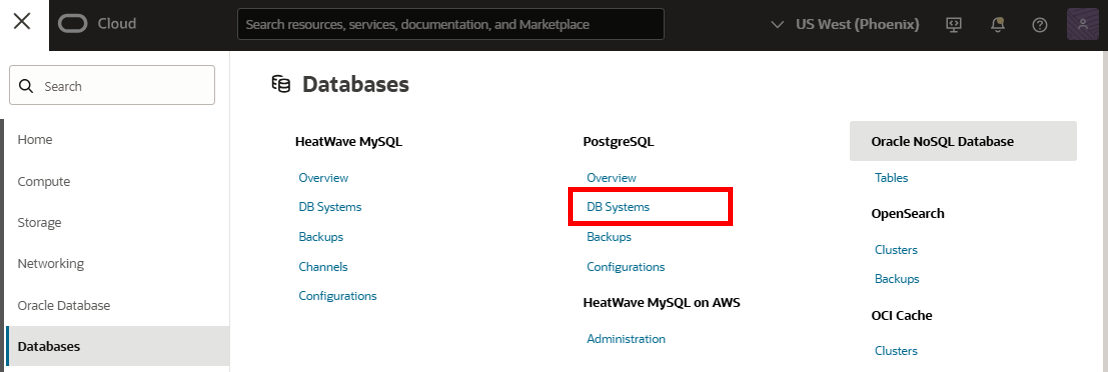 Cloud
Search resources, services, documentation, and Marketplace
US West (Phoenix)
Search
Home
Compute
Storage
Networking
Oracle Database
Databases
Databases
HeatWave MySQL
Overview
DB Systems
Backups
Channels
Configurations
PostgreSQL
Overview
DB Systems
Backups
Configurations
HeatWave MySQL on AWS
Administration
Oracle NoSQL Database
Tables
OpenSearch
Clusters
Backups
OCI Cache
Clusters